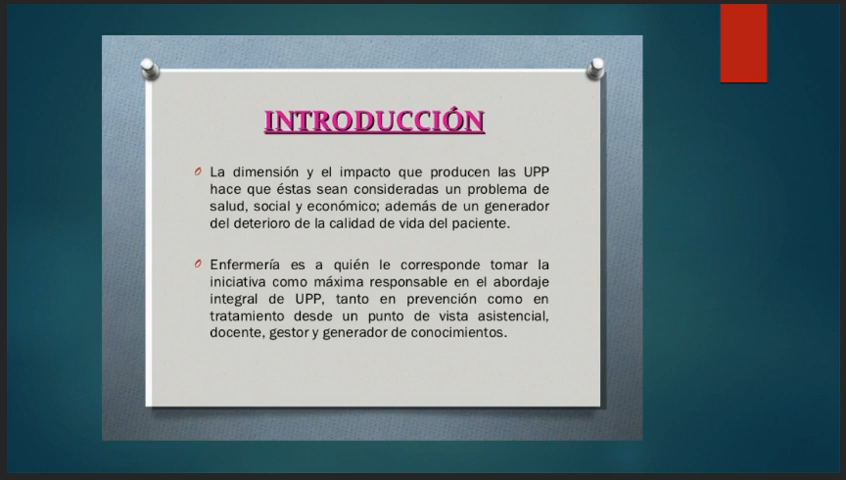 INTRODUCCIÓN
La dimensión y el impacto que producen las UPP
hace que éstas sean consideradas un problema de
salud, social y económico; además de un generador
del deterioro de la calidad de vida del paciente.
Enfermería es a quién le corresponde tomar la
iniciativa como máxima responsable en el abordaje
integral de UPP, tanto en prevención como en
tratamiento desde un punto de vista asistencial,
docente, gestor y generador de conocimientos.